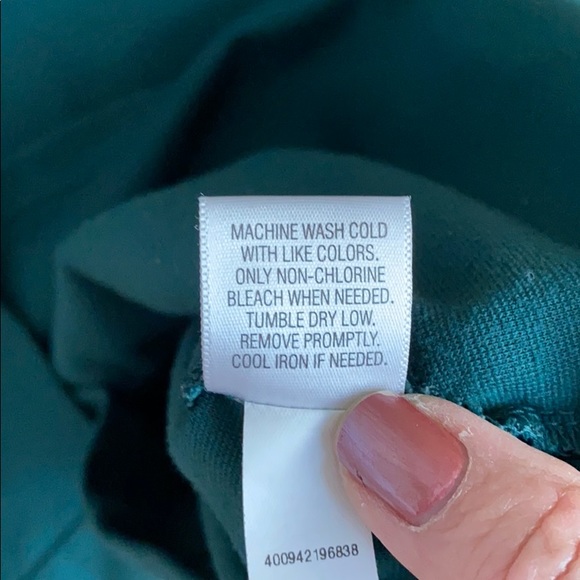 MACHINE WASH COLD
WITH LIKE COLORS.
ONLY NON-CHLORINE
BLEACH WHEN NEEDED.
TUMBLE DRY LOW.
REMOVE PROMPTLY.
COOL IRON IF NEEDED.
400942196838